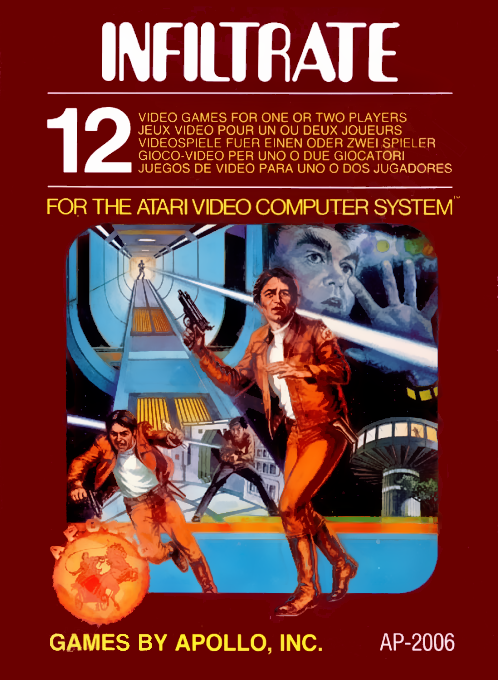 INFILTRATE
12
VIDEO GAMES FOR ONE OR TWO PLAYERS
JEUX VIDEO POUR UN OU DEUX JOUEURS
VIDEOSPIELE FUER EINEN ODER ZWEI SPIELER
GIOCO-VIDEO PER UNO O DUE GIOCATORI
JUEGOS DE VIDEO PARA UNO O DOS JUGADORES
FOR THE ATARI VIDEO COMPUTER SYSTEM™
APOLLO
GAMES BY APOLLO, INC.
AP-2006